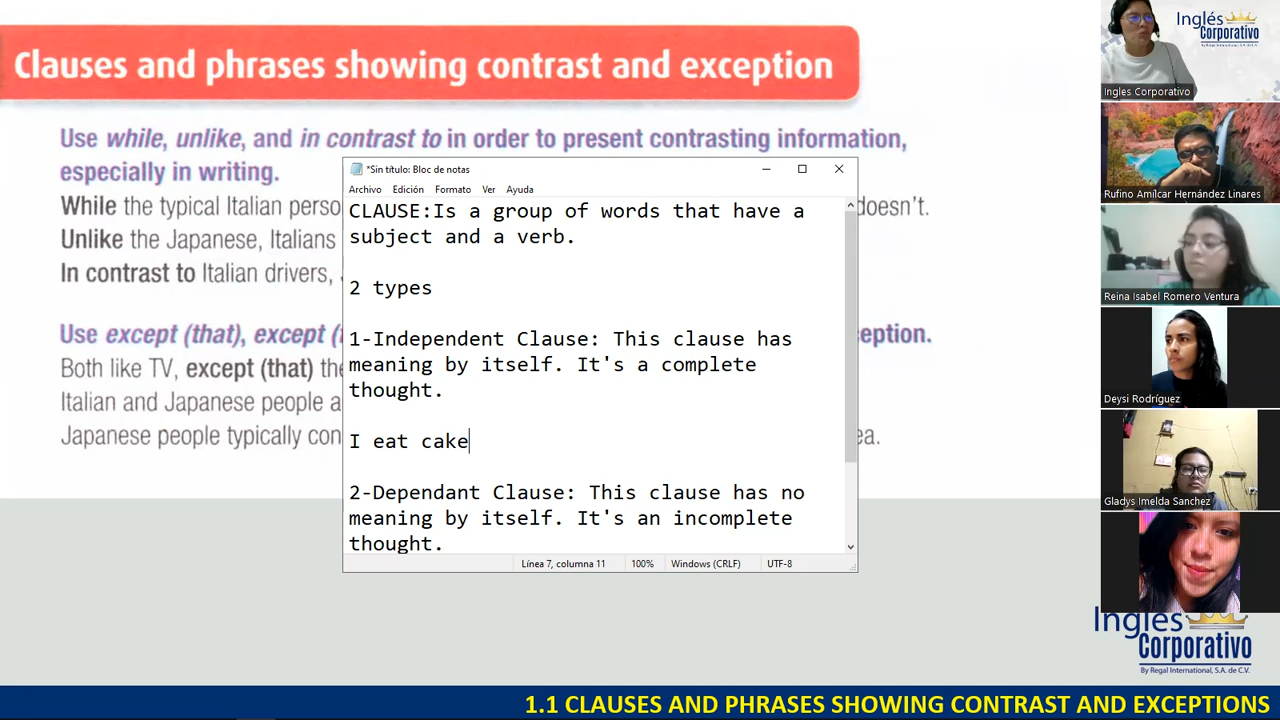 Clauses and phrases showing contrast and exception
Use while, unlike, and in contrast to in order to present contrasting information,
especially in writing.
While the typical Italian perso
doesn't.
Unlike the Japanese, Italians
In contrast to Italian drivers,
Use except (that), except (
eption.
Both like TV, except (that) the
Italian and Japanese people a
Japanese people typically con
ea.
*Sin título: Bloc de notas
Archivo Edición Formato Ver Ayuda
CLAUSE:Is a group of words that have a
subject and a verb.
2 types
1-Independent Clause: This clause has
meaning by itself. It's a complete
thought.
I eat cake
2-Dependant Clause: This clause has no
meaning by itself. It's an incomplete
thought.
Línea 7, columna 11 100% Windows (CRLF) UTF-8
Inglés
Corporativo
By Regal International, S.A. de C.V.
Ingles Corporativo
Rufino Amílcar Hernández Linares
Reina Isabel Romero Ventura
Deysi Rodríguez
Gladys Imelda Sanchez
Inglés
Corporativo
By Regal International, S.A. de C.V.
1.1 CLAUSES AND PHRASES SHOWING CONTRAST AND EXCEPTIONS